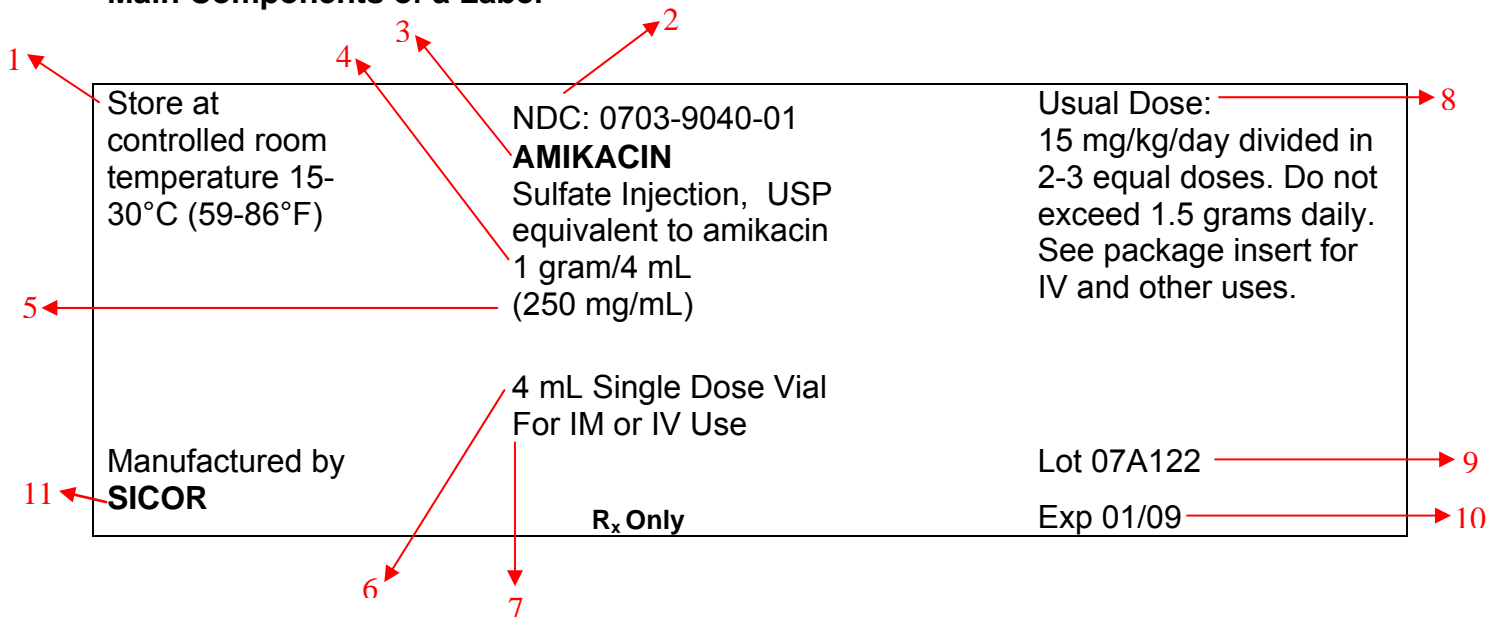 Main Components of a Label
1
2
3
4
5
6
7
8
9
10
11
Store at
controlled room
temperature 15-
30°C (59-86°F)
Manufactured by
SICOR
NDC: 0703-9040-01
AMIKACIN
Sulfate Injection, USP
equivalent to amikacin
1 gram/4 mL
(250 mg/mL)
4 mL Single Dose Vial
For IM or IV Use
Rx Only
Usual Dose:
15 mg/kg/day divided in
2-3 equal doses. Do not
exceed 1.5 grams daily.
See package insert for
IV and other uses.
Lot 07A122
Exp 01/09